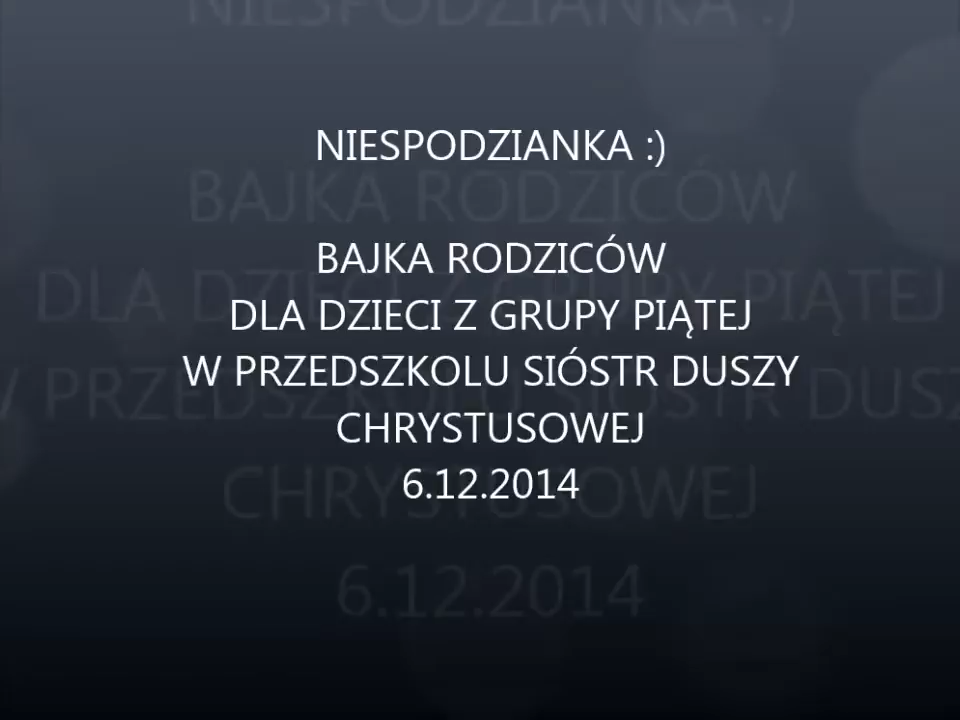 NIESPODZIANKA :)
BAJKA RODZICÓW
DLA DZIECI Z GRUPY PIĄTEJ
W PRZEDSZKOLU SIÓSTR DUSZY
CHRYSTUSOWEJ
6.12.2014